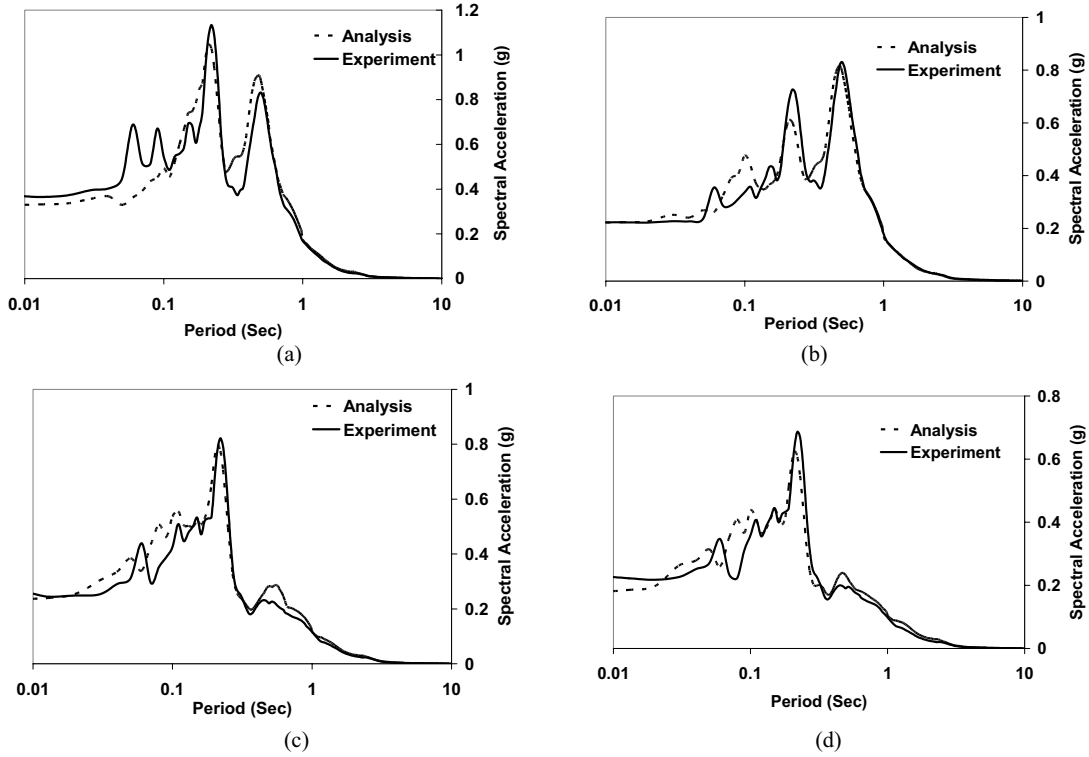 1.2
1
0.8
0.6
0.4
0.2
0
Spectral Acceleration (g)
Analysis
Experiment
0.01 0.1 1 10
Period (Sec)
(a)
1
0.8
0.6
0.4
0.2
0
Spectral Acceleration (g)
Analysis
Experiment
0.01 0.1 1 10
Period (Sec)
(b)
1
0.8
0.6
0.4
0.2
0
Spectral Acceleration (g)
Analysis
Experiment
0.01 0.1 1 10
Period (Sec)
(c)
0.8
0.6
0.4
0.2
0
Spectral Acceleration (g)
Analysis
Experiment
0.01 0.1 1 10
Period (Sec)
(d)